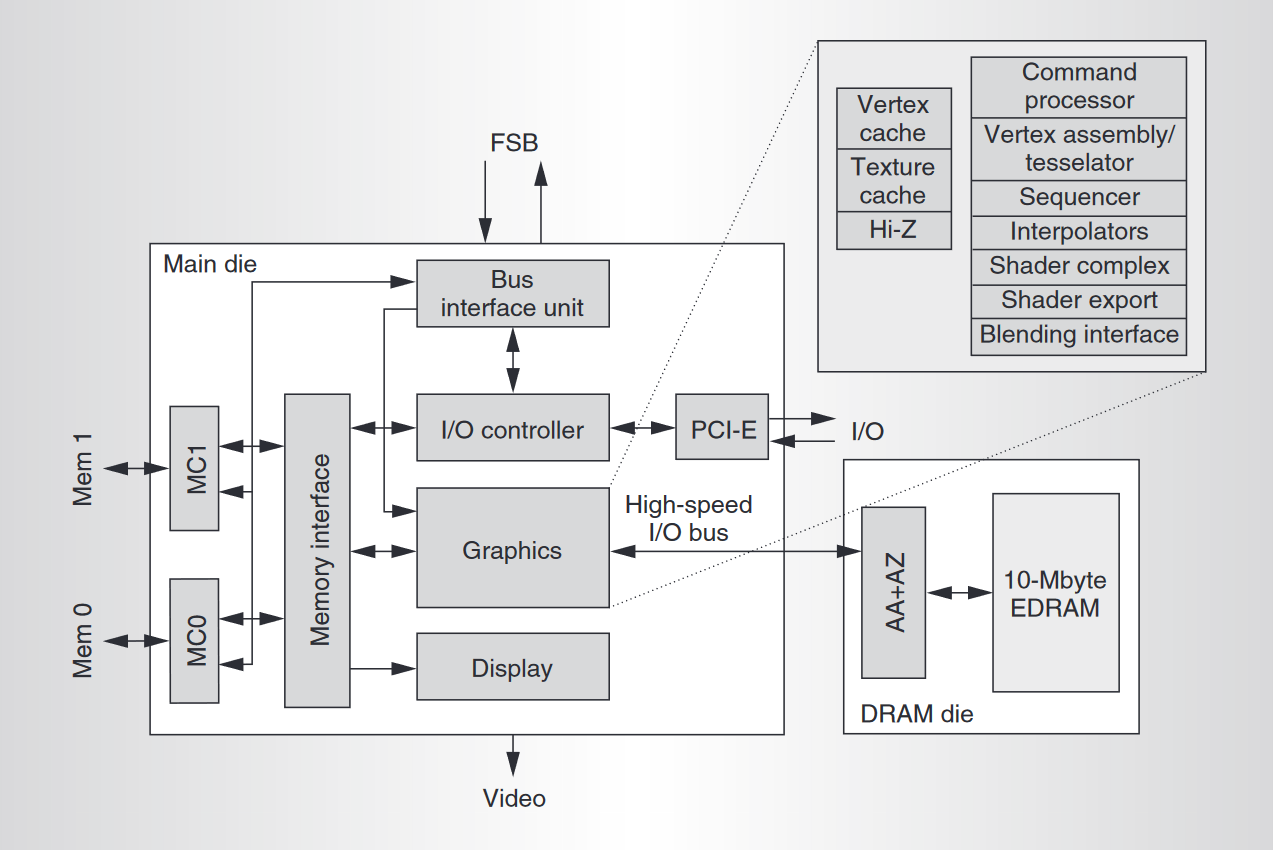 Command
processor
Vertex
cache
Vertex assembly/
tesselator
Texture
cache
Sequencer
Hi-Z
Interpolators
Shader complex
Shader export
Blending interface
FSB
Main die
Bus
interface unit
Mem 1
MC1
Memory interface
I/O controller
PCI-E
I/O
Graphics
High-speed
I/O bus
AA+AZ
10-Mbyte
EDRAM
Mem 0
MC0
Display
DRAM die
Video